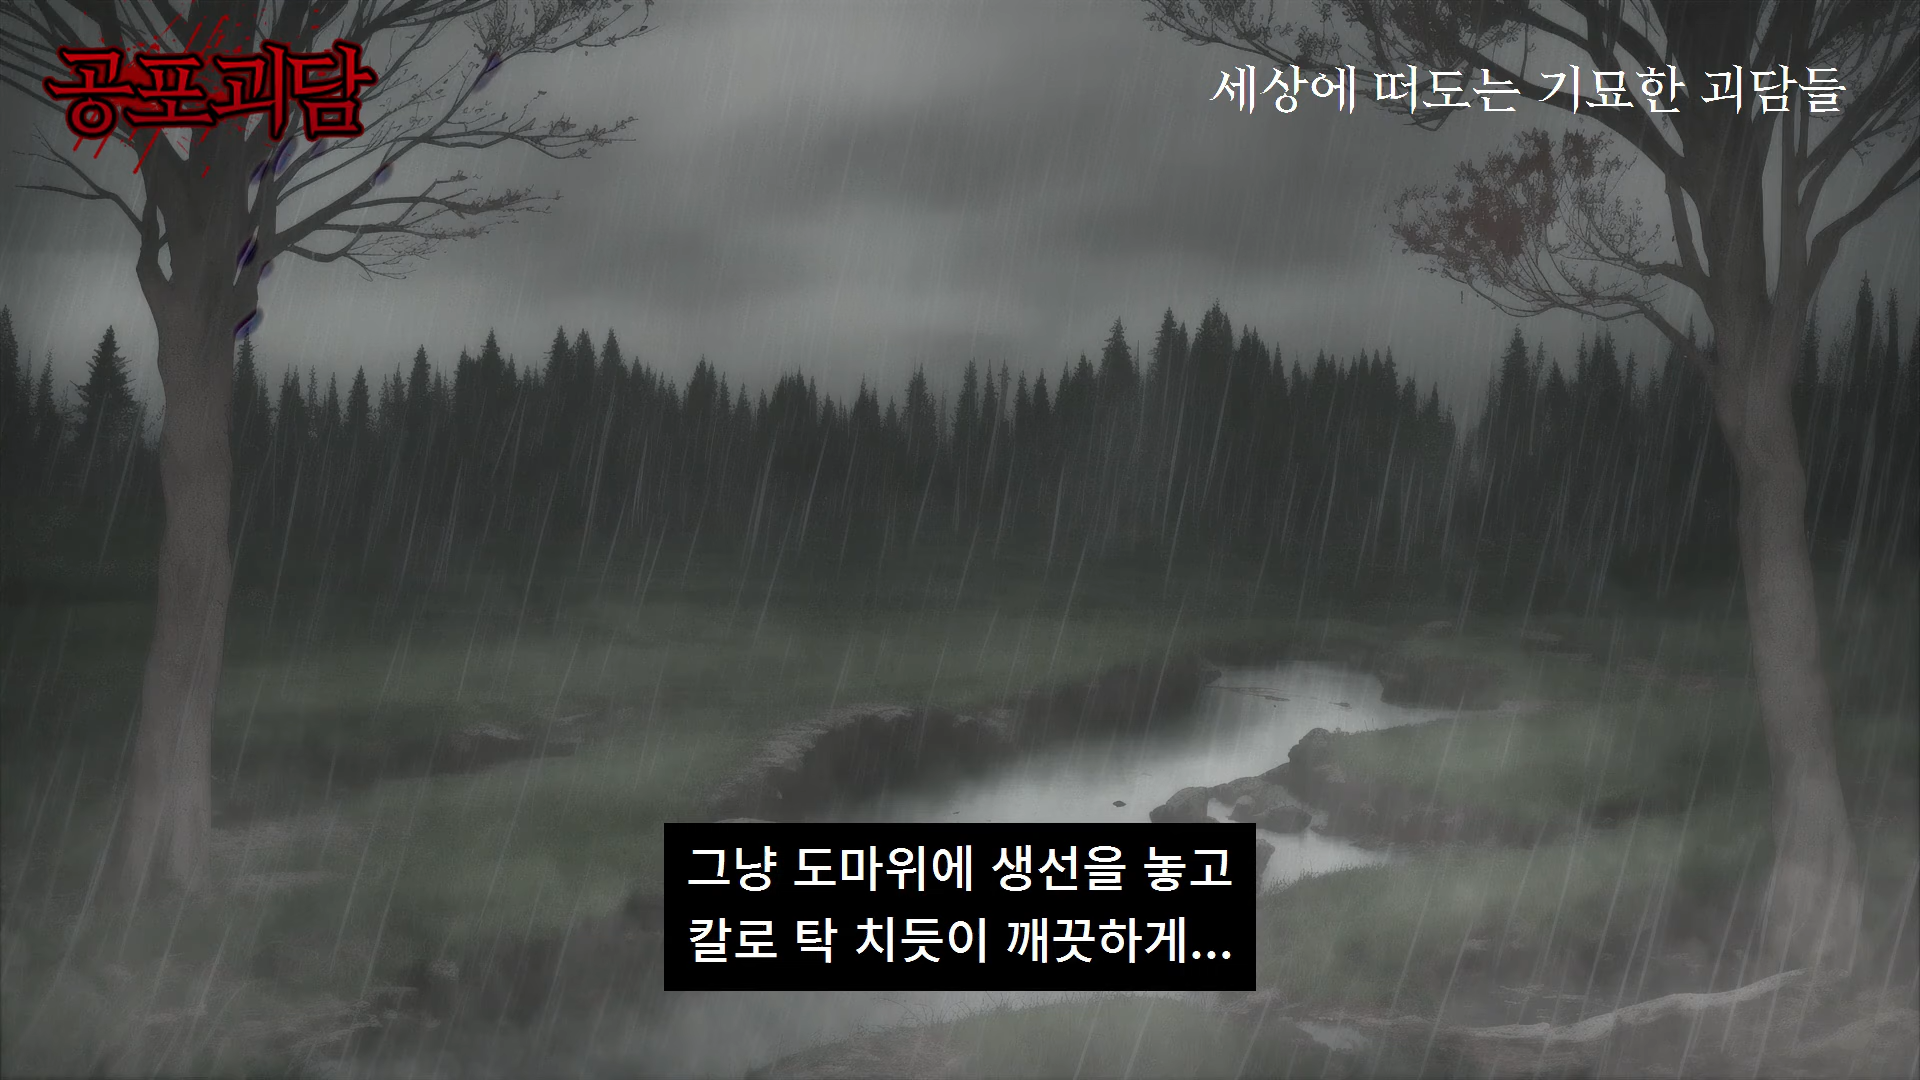 공포괴담
세상에 떠도는 기묘한 괴담들
그냥 도마위에 생선을 놓고
칼로 탁 치듯이 깨끗하게...